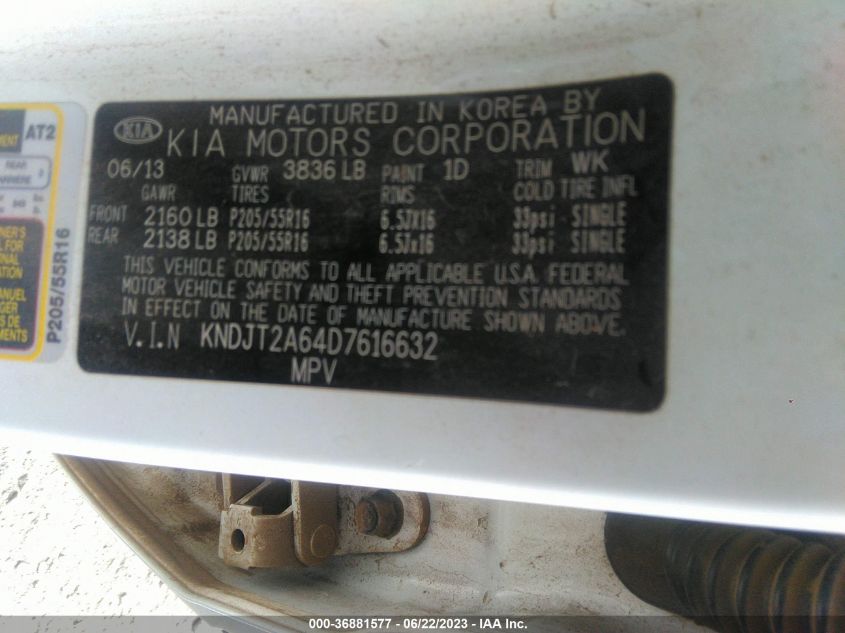 MANUFACTURED IN KOREA BY
KIA KIA MOTORS CORPORATION
06/13 GVWR 3836 LB PAINT 1D TRIM WK
GAWR TIRES RIMS COLD TIRE INFL
FRONT 2160 LB P205/55R16 6.5Jx16 33psi SINGLE
REAR 2138 LB P205/55R16 6.5Jx16 33psi SINGLE
THIS VEHICLE CONFORMS TO ALL APPLICABLE U.S.A. FEDERAL
MOTOR VEHICLE SAFETY AND THEFT PREVENTION STANDARDS
IN EFFECT ON THE DATE OF MANUFACTURE SHOWN ABOVE.
V.I.N KNDJT2A64D7616632
MPV
AT2
REAR
P205/55R16
000-36881577 - 06/22/2023 - IAA Inc.